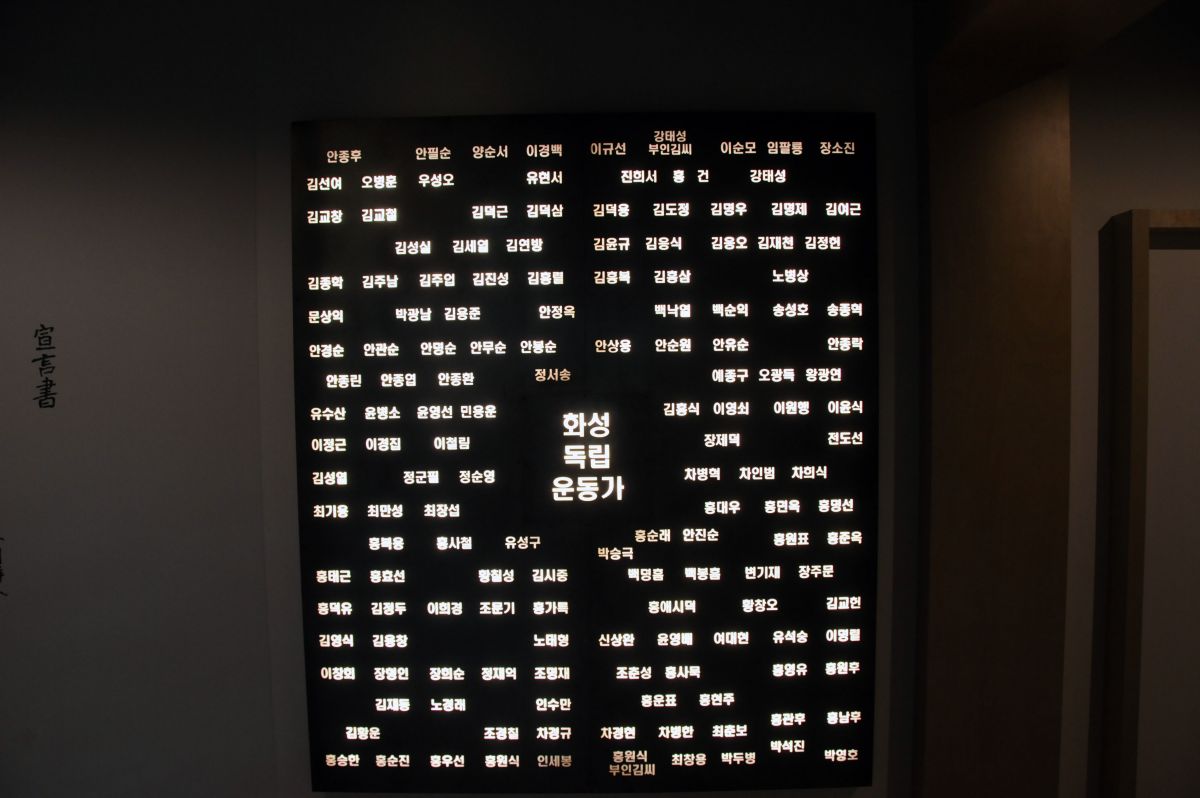 宣言書
안종후 안필순 양순서 이경백 이규선 강태성 부인김씨 이순모 임팔룡 장소진
김선여 오병훈 우성오 유현서 진희서 홍 건 강태성
김교창 김교철 김덕근 김덕삼 김덕용 김도정 김명우 김명제 김여근
김성실 김세열 김연방 김윤규 김응식 김용오 김재천 김정헌
김종학 김주남 김주업 김진성 김흥렬 김흥복 김흥삼 노병상
문상익 박광남 김용준 안정옥 백낙열 백순익 송성호 송종혁
안경순 안관순 안명순 안무순 안봉순 안상용 안순원 안유순 안종락
안종린 안종엽 안종환 정서송 예종구 오광득 왕광연
유수산 윤병소 윤영선 민용운 김흥식 이영쇠 이원행 이윤식
이정근 이경집 이철림 장제덕 전도선
화성
독립
운동가
김성열 정군필 정순영 차병혁 차인범 차희식
최기용 최만성 최장섭 홍대우 홍면옥 홍명선
홍복용 홍사철 유성구 홍순래 안진순 홍원표 홍준옥
박승극
홍태근 홍효선 황칠성 김시중 백명흠 백봉흠 변기재 장주문
홍덕유 김정두 이희경 조문기 홍가륵 홍애시덕 황창오 김교헌
김영식 김용창 노태형 신상완 윤영배 여대현 유석숭 이명렬
이창회 장형인 장희순 정재억 조명재 조춘성 홍사묵 홍영유 홍원후
김재동 노경래 인수만 홍운표 홍현주
김황운 조경칠 차경규 차경현 차병한 최춘보 홍관후 홍남후
홍승한 홍순진 홍우선 홍원식 인세봉 홍원식 부인김씨 최창용 박두병 박석진 박영호